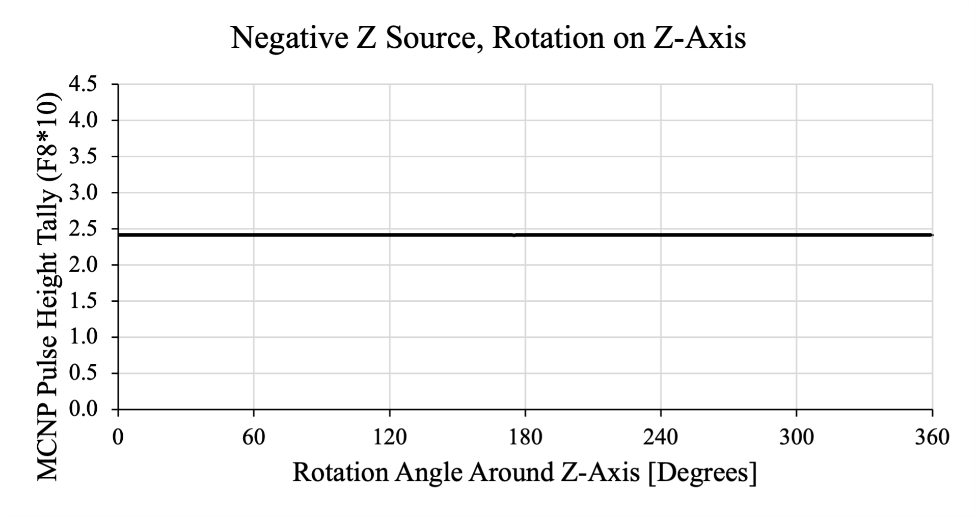 Negative Z Source, Rotation on Z-Axis
MCNP Pulse Height Tally (F8*10)
4.5
4.0
3.5
3.0
2.5
2.0
1.5
1.0
0.5
0.0
0 60 120 180 240 300 360
Rotation Angle Around Z-Axis [Degrees]